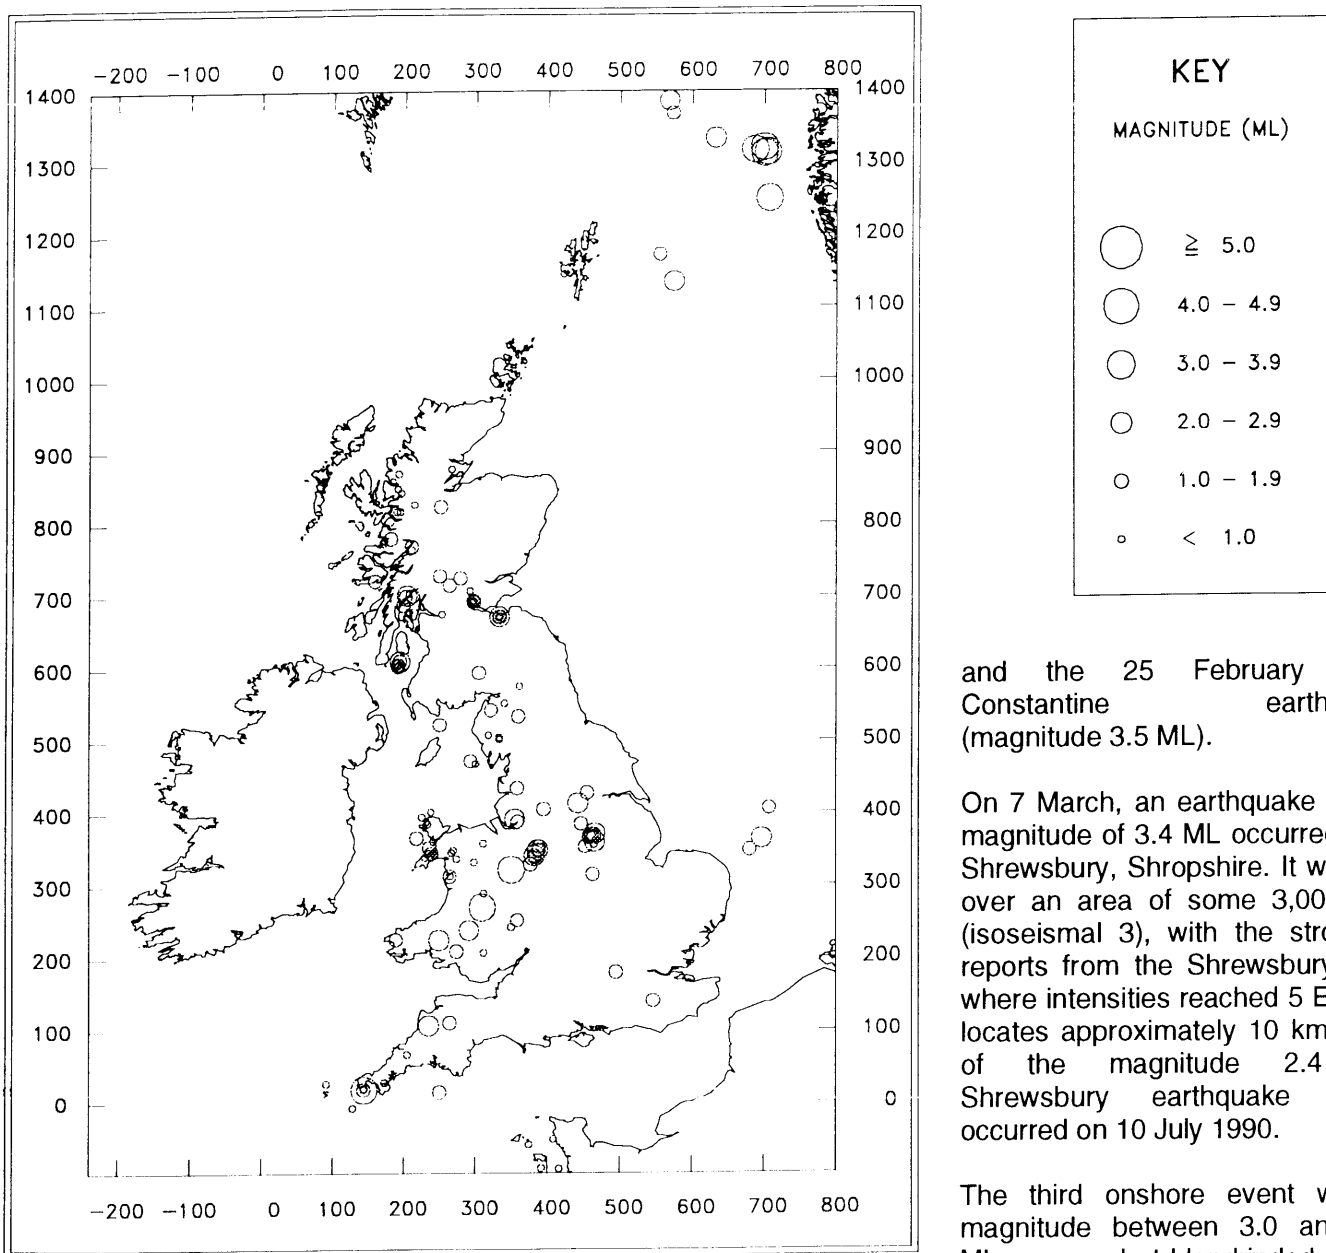 -200 -100 0 100 200 300 400 500 600 700 800
1400 1400
1300 1300
1200 1200
1100 1100
1000 1000
900 900
800 800
700 700
600 600
500 500
400 400
300 300
200 200
100 100
0 0
-200 -100 0 100 200 300 400 500 600 700 800
KEY
MAGNITUDE (ML)
≧ 5.0
4.0 – 4.9
3.0 – 3.9
2.0 – 2.9
1.0 – 1.9
< 1.0
and the 25 February
Constantine earth
(magnitude 3.5 ML).
On 7 March, an earthquake
magnitude of 3.4 ML occurred
Shrewsbury, Shropshire. It w
over an area of some 3,00
(isoseismal 3), with the stro
reports from the Shrewsbury
where intensities reached 5 E
locates approximately 10 km
of the magnitude 2.4
Shrewsbury earthquake
occurred on 10 July 1990.
The third onshore event w
magnitude between 3.0 an